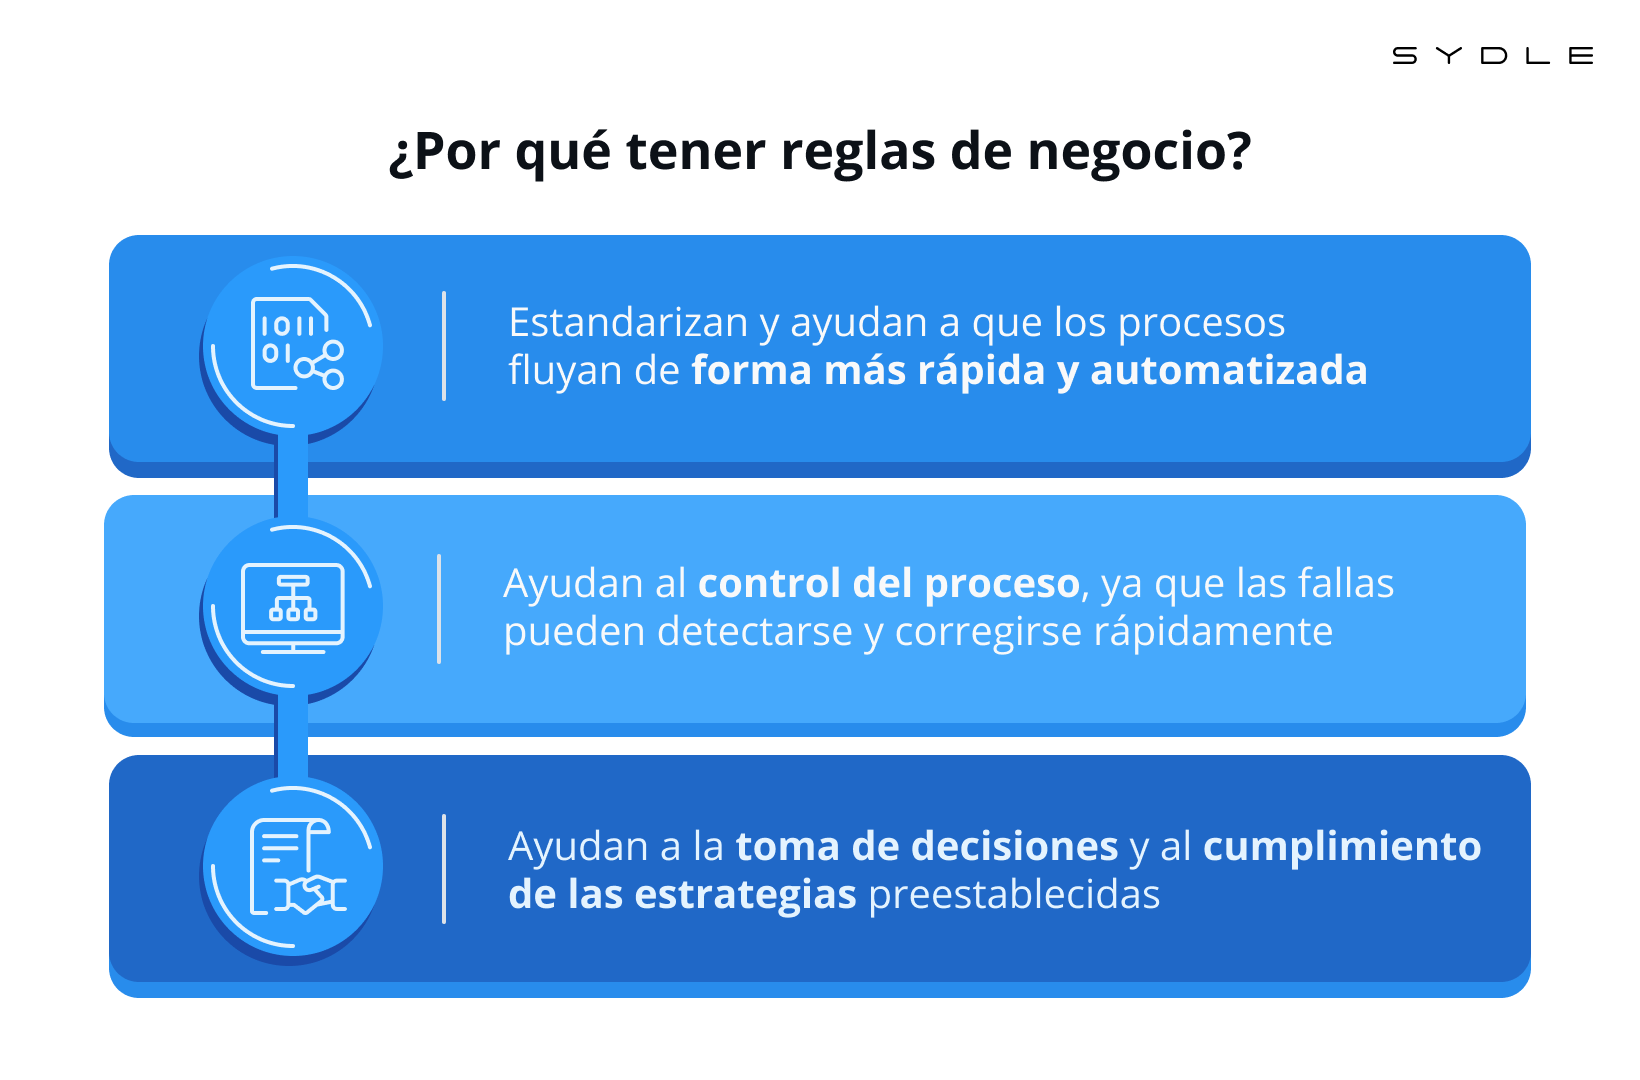 SYDLE
¿Por qué tener reglas de negocio?
1011
01
Estandarizan y ayudan a que los procesos
fluyan de forma más rápida y automatizada
Ayudan al control del proceso, ya que las fallas
pueden detectarse y corregirse rápidamente
Ayudan a la toma de decisiones y al cumplimiento
de las estrategias preestablecidas